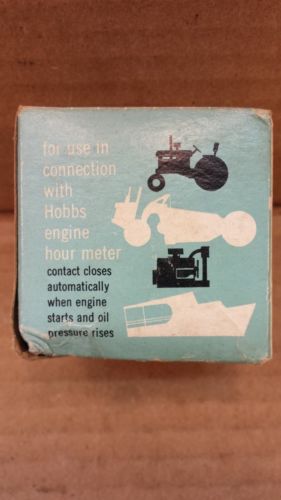 for use in
connection
with
Hobbs
engine
hour meter
contact closes
automatically
when engine
starts and oil
pressure rises